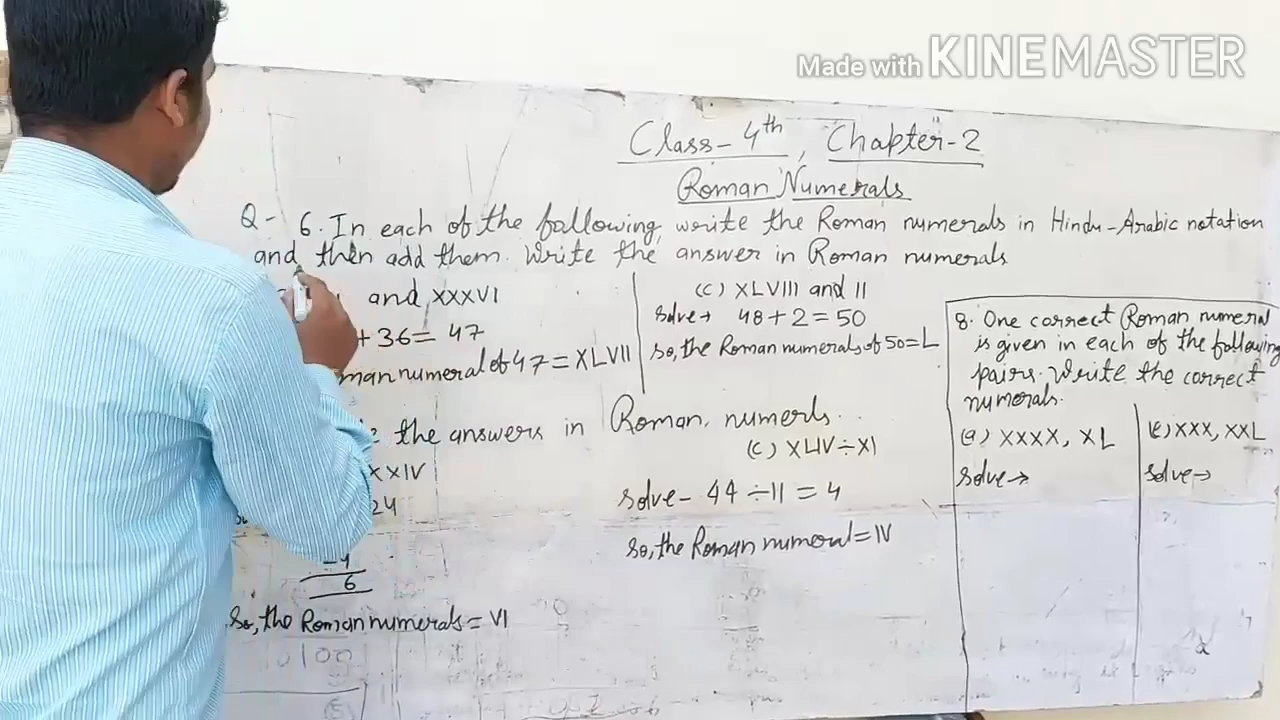 Made with KINEMASTER
Class-4th, Chapter-2
Roman Numerals
Q- 6. In each of the following, write the Roman numerals in Hindu-Arabic notation
and then add them. Write the answer in Roman numerals
and XXXVI
+ 36 = 47
man numeral of 47 = XLVII
(C) XLVIII and II
solve→ 48+2=50
so, the Roman numerals of 50=L
the answers in Roman numerls.
XXIV
24
-4
6
so, the Roman numerals = VI
(C) XLIV÷XI
solve- 44÷11=4
so, the Roman numeral=IV
8. One correct Roman numeral
is given in each of the following
pairs. Write the correct
numerals.
(a) XXXX, XL
solve→
XXX, XXL
solve→